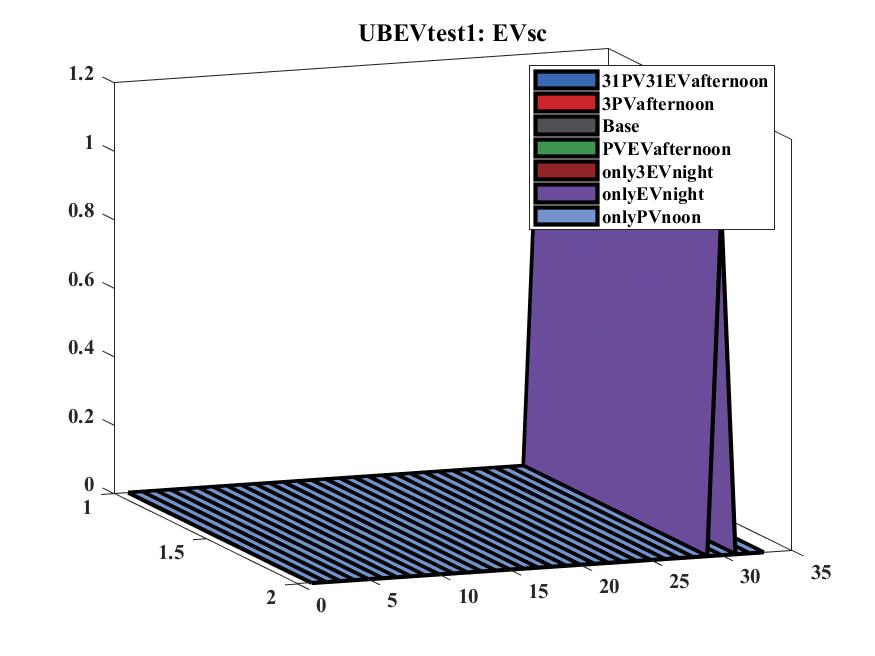 UBEVtest1: EVsc
31PV31EVafternoon
3PVafternoon
Base
PVEVafternoon
only3EVnight
onlyEVnight
onlyPVnoon
1.2
1
0.8
0.6
0.4
0.2
0
1
1.5
2
0
5
10
15
20
25
30
35